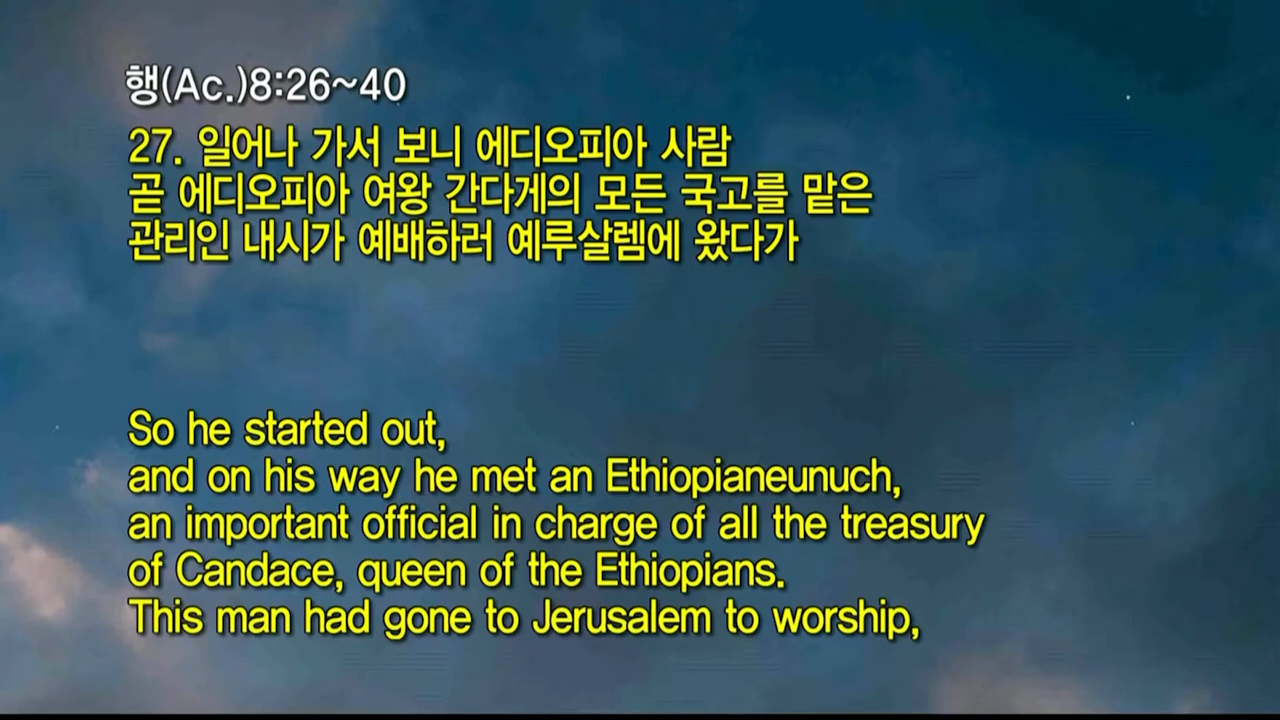 행(Ac.)8:26~40
27. 일어나 가서 보니 에디오피아 사람
곧 에디오피아 여왕 간다게의 모든 국고를 맡은
관리인 내시가 예배하러 예루살렘에 왔다가
So he started out,
and on his way he met an Ethiopianeunuch,
an important official in charge of all the treasury
of Candace, queen of the Ethiopians.
This man had gone to Jerusalem to worship,